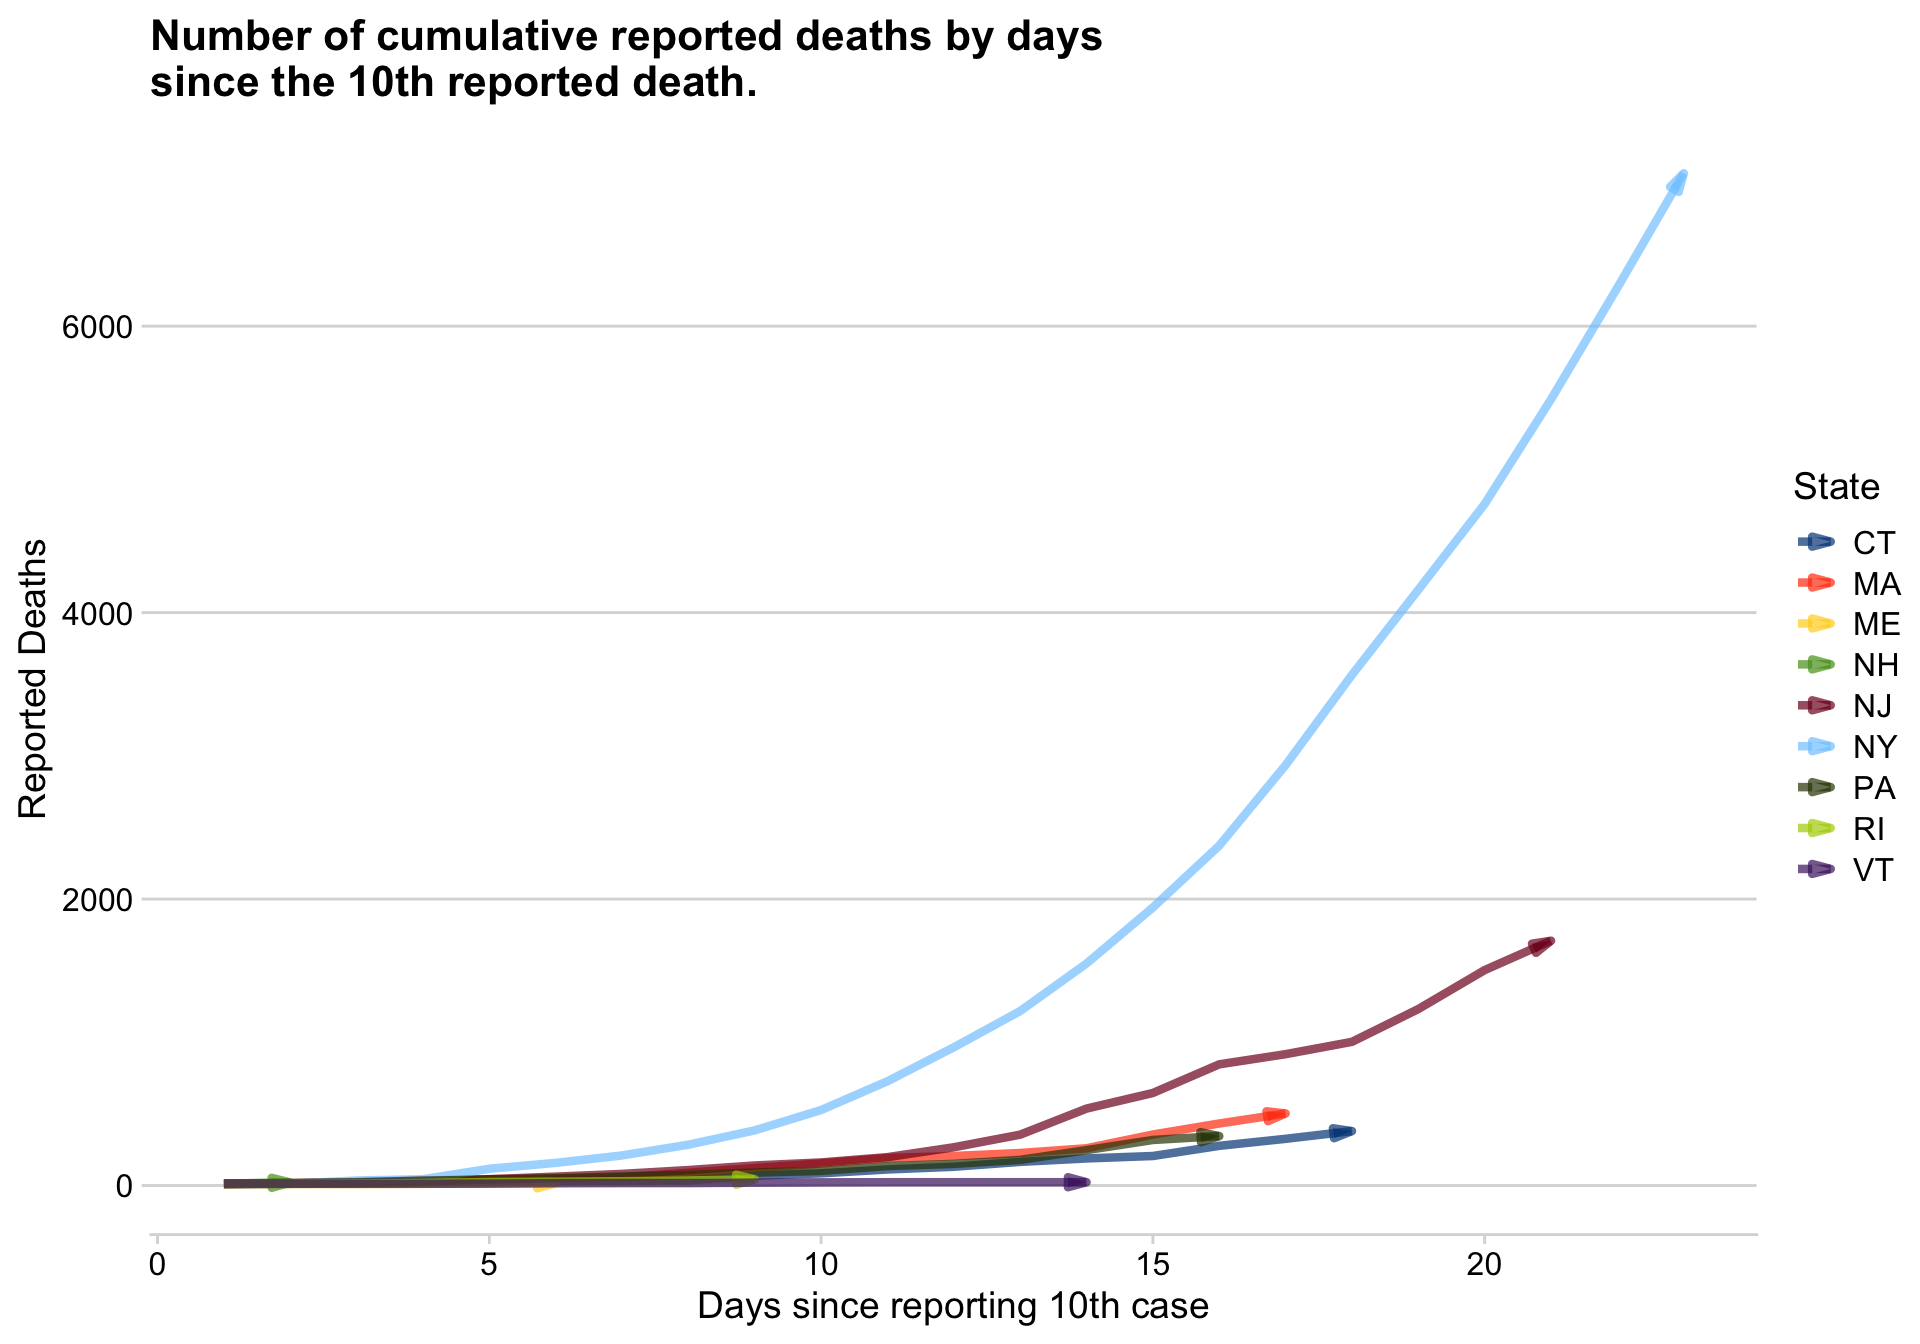 Number of cumulative reported deaths by days
since the 10th reported death.
Reported Deaths
6000
4000
2000
0
0 5 10 15 20
Days since reporting 10th case
State
CT
MA
ME
NH
NJ
NY
PA
RI
VT